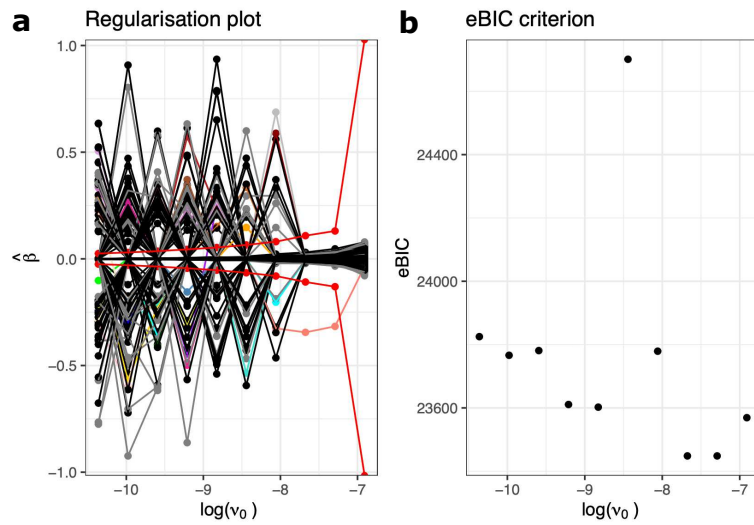 a Regularisation plot
1.0
0.5
0.0
−0.5
−1.0
β̂
−10 −9 −8 −7
log(ν₀)
b eBIC criterion
24400
24000
23600
eBIC
−10 −9 −8 −7
log(ν₀)